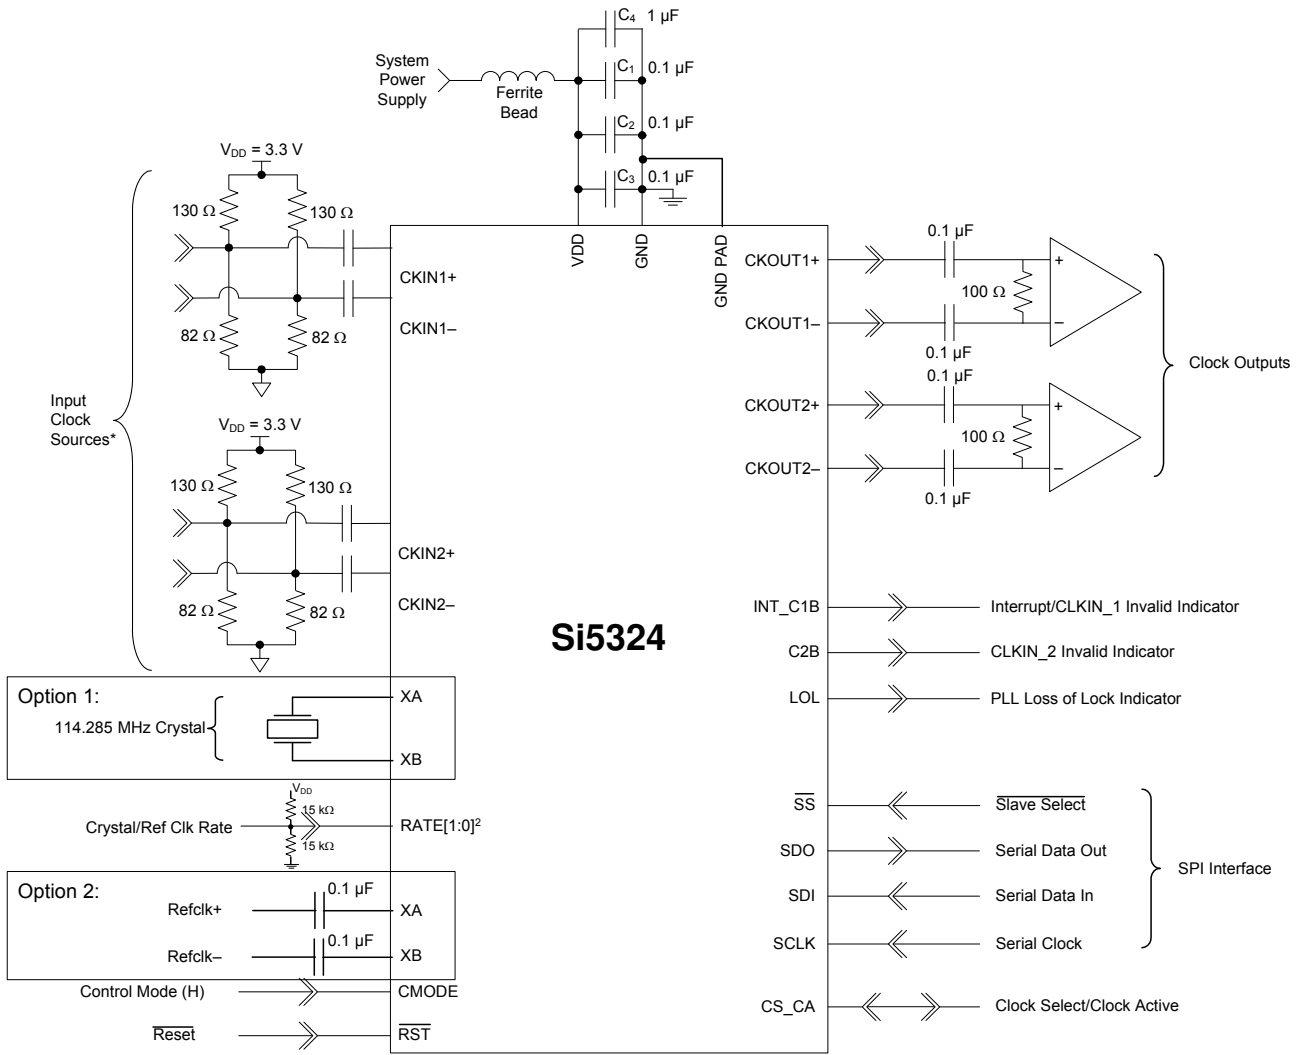 C4 1 µF
System
Power
Supply
Ferrite
Bead
C1 0.1 µF
C2 0.1 µF
C3 0.1 µF
VDD
GND
GND PAD
Input
Clock
Sources*
VDD = 3.3 V
130 Ω
130 Ω
82 Ω
82 Ω
CKIN1+
CKIN1–
VDD = 3.3 V
130 Ω
130 Ω
82 Ω
82 Ω
CKIN2+
CKIN2–
Option 1:
114.285 MHz Crystal
XA
XB
VDD
15 kΩ
Crystal/Ref Clk Rate
15 kΩ
RATE[1:0]2
Option 2:
Refclk+
0.1 µF
XA
Refclk–
0.1 µF
XB
Control Mode (H)
CMODE
Reset
RST
Si5324
CKOUT1+
0.1 µF
+
100 Ω
CKOUT1–
–
0.1 µF
CKOUT2+
0.1 µF
+
100 Ω
CKOUT2–
–
0.1 µF
Clock Outputs
INT_C1B
Interrupt/CLKIN_1 Invalid Indicator
C2B
CLKIN_2 Invalid Indicator
LOL
PLL Loss of Lock Indicator
SS
Slave Select
SDO
Serial Data Out
SDI
Serial Data In
SCLK
Serial Clock
SPI Interface
CS_CA
Clock Select/Clock Active